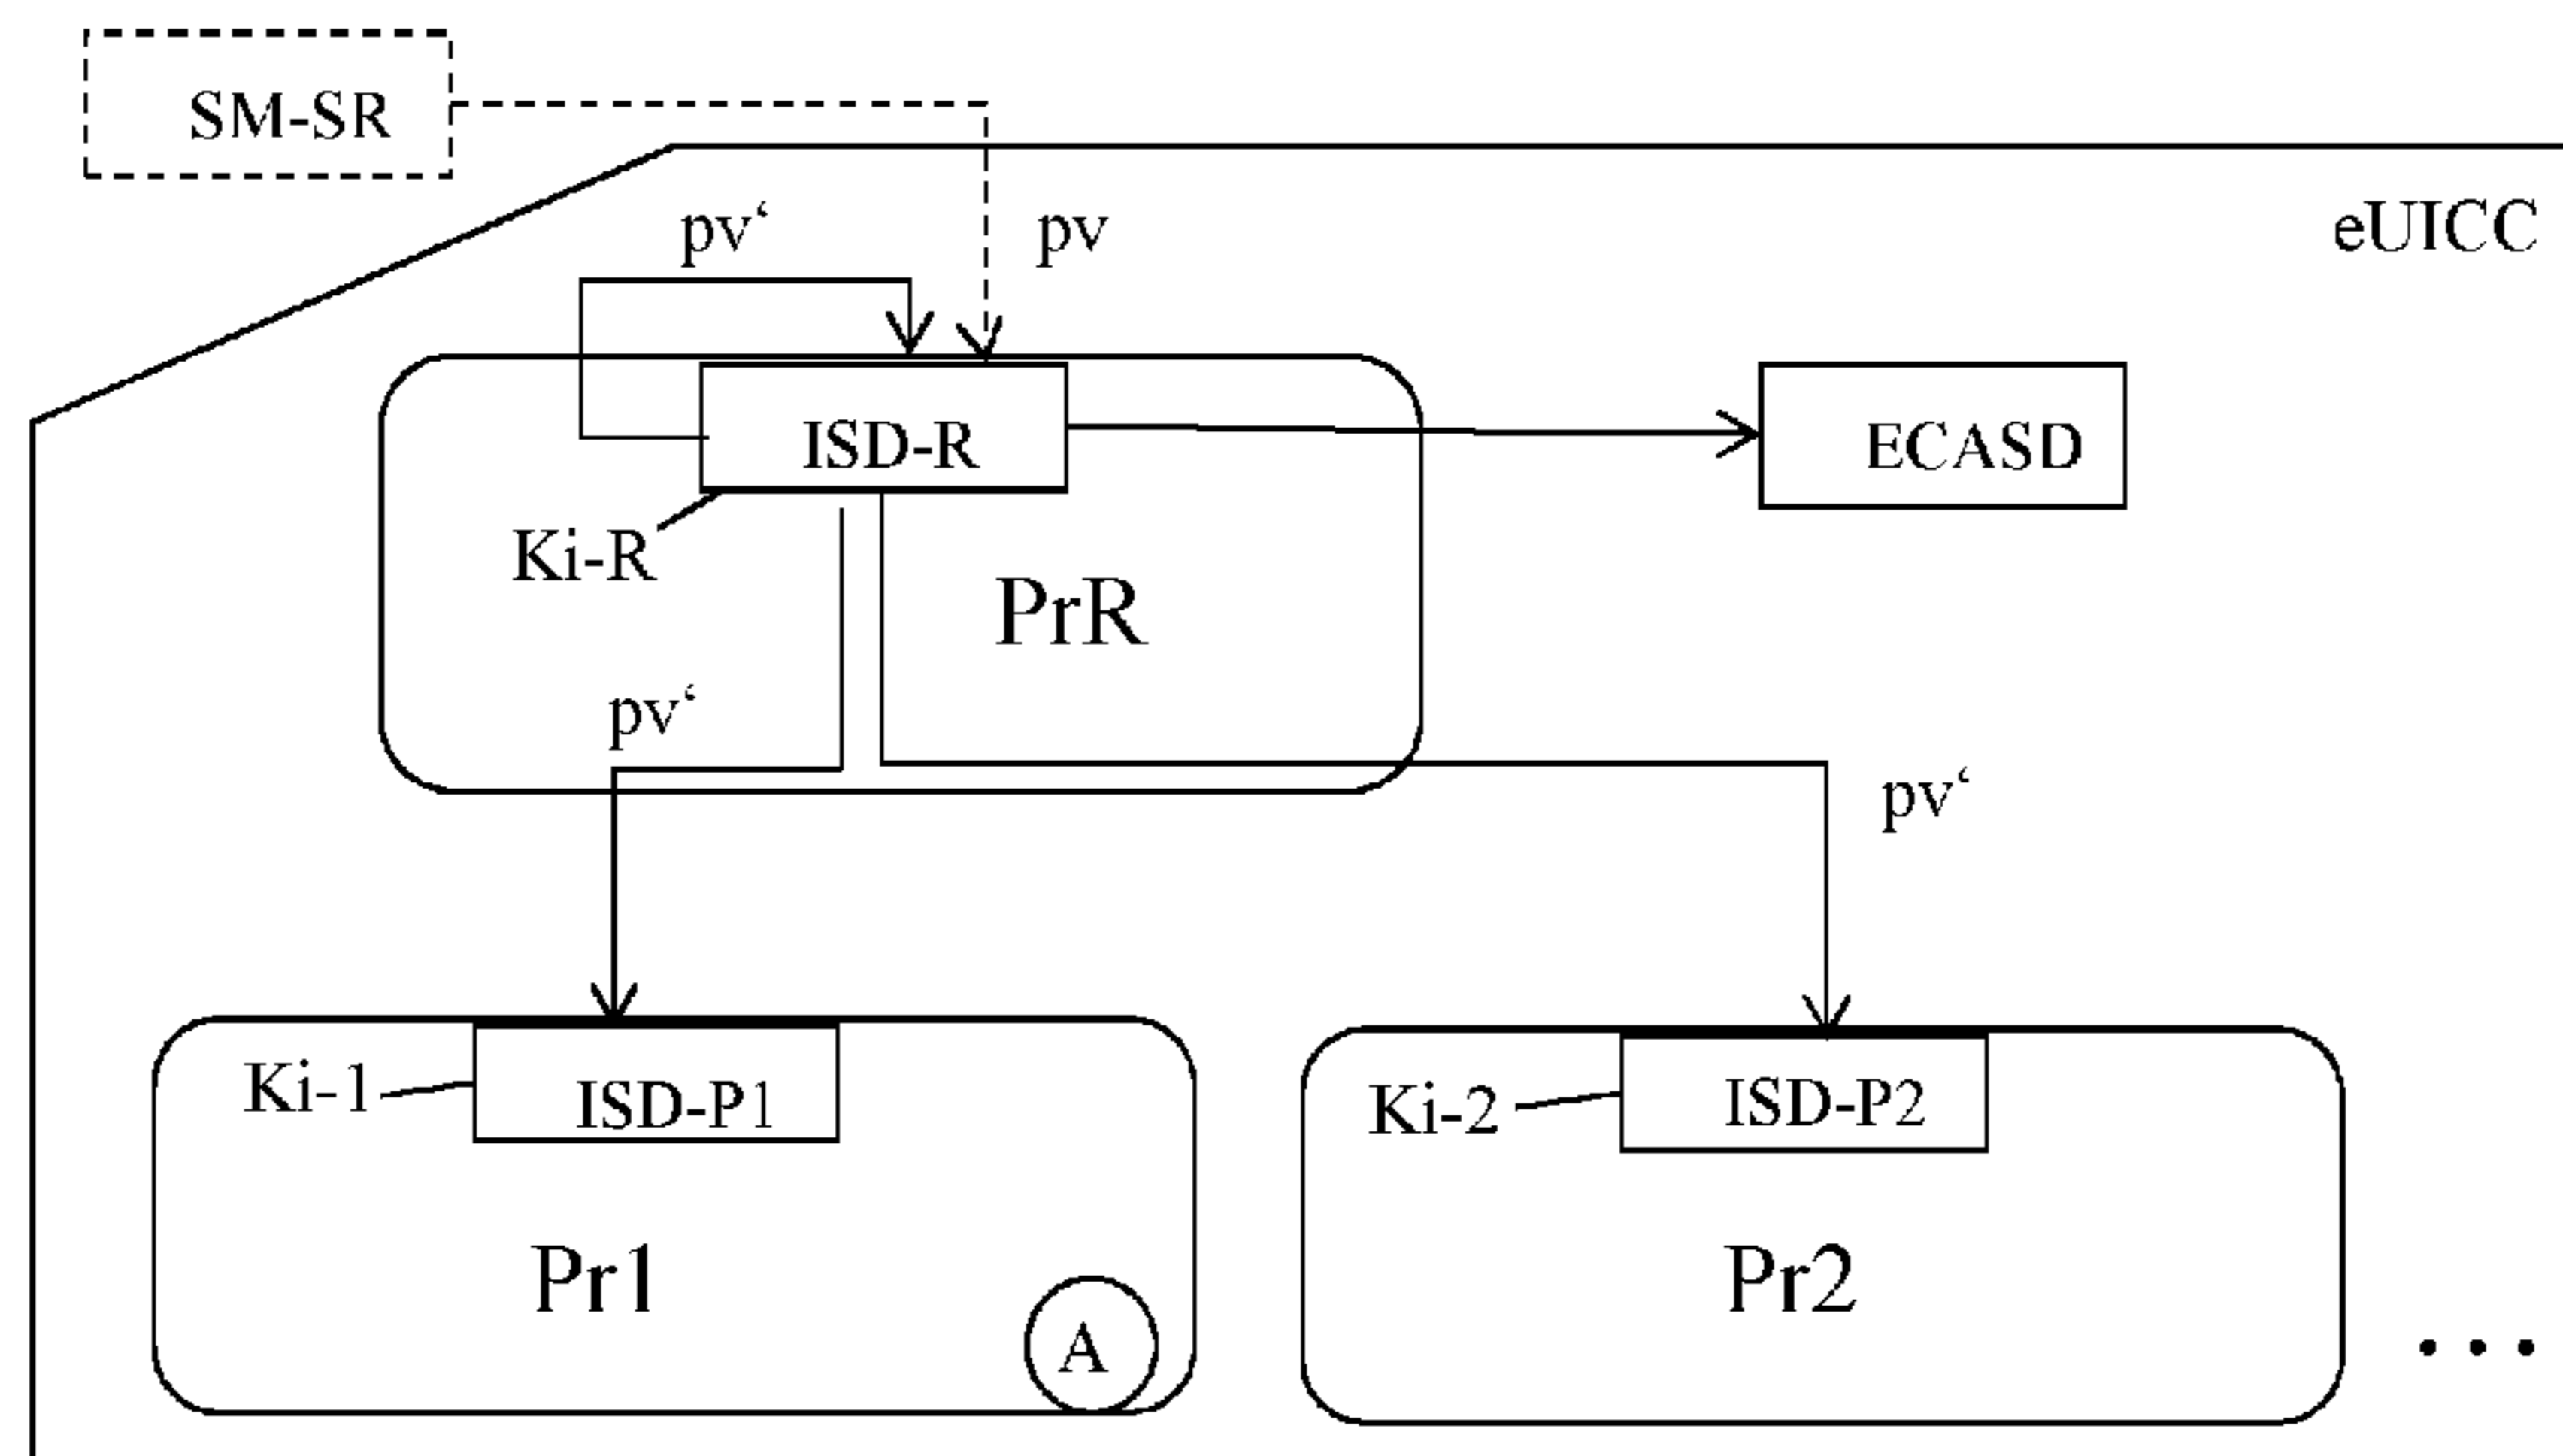 SM-SR
pv‘
pv
eUICC
ISD-R
ECASD
Ki-R
PrR
pv‘
pv‘
Ki-1
ISD-P1
Ki-2
ISD-P2
Pr1
Pr2
A
...